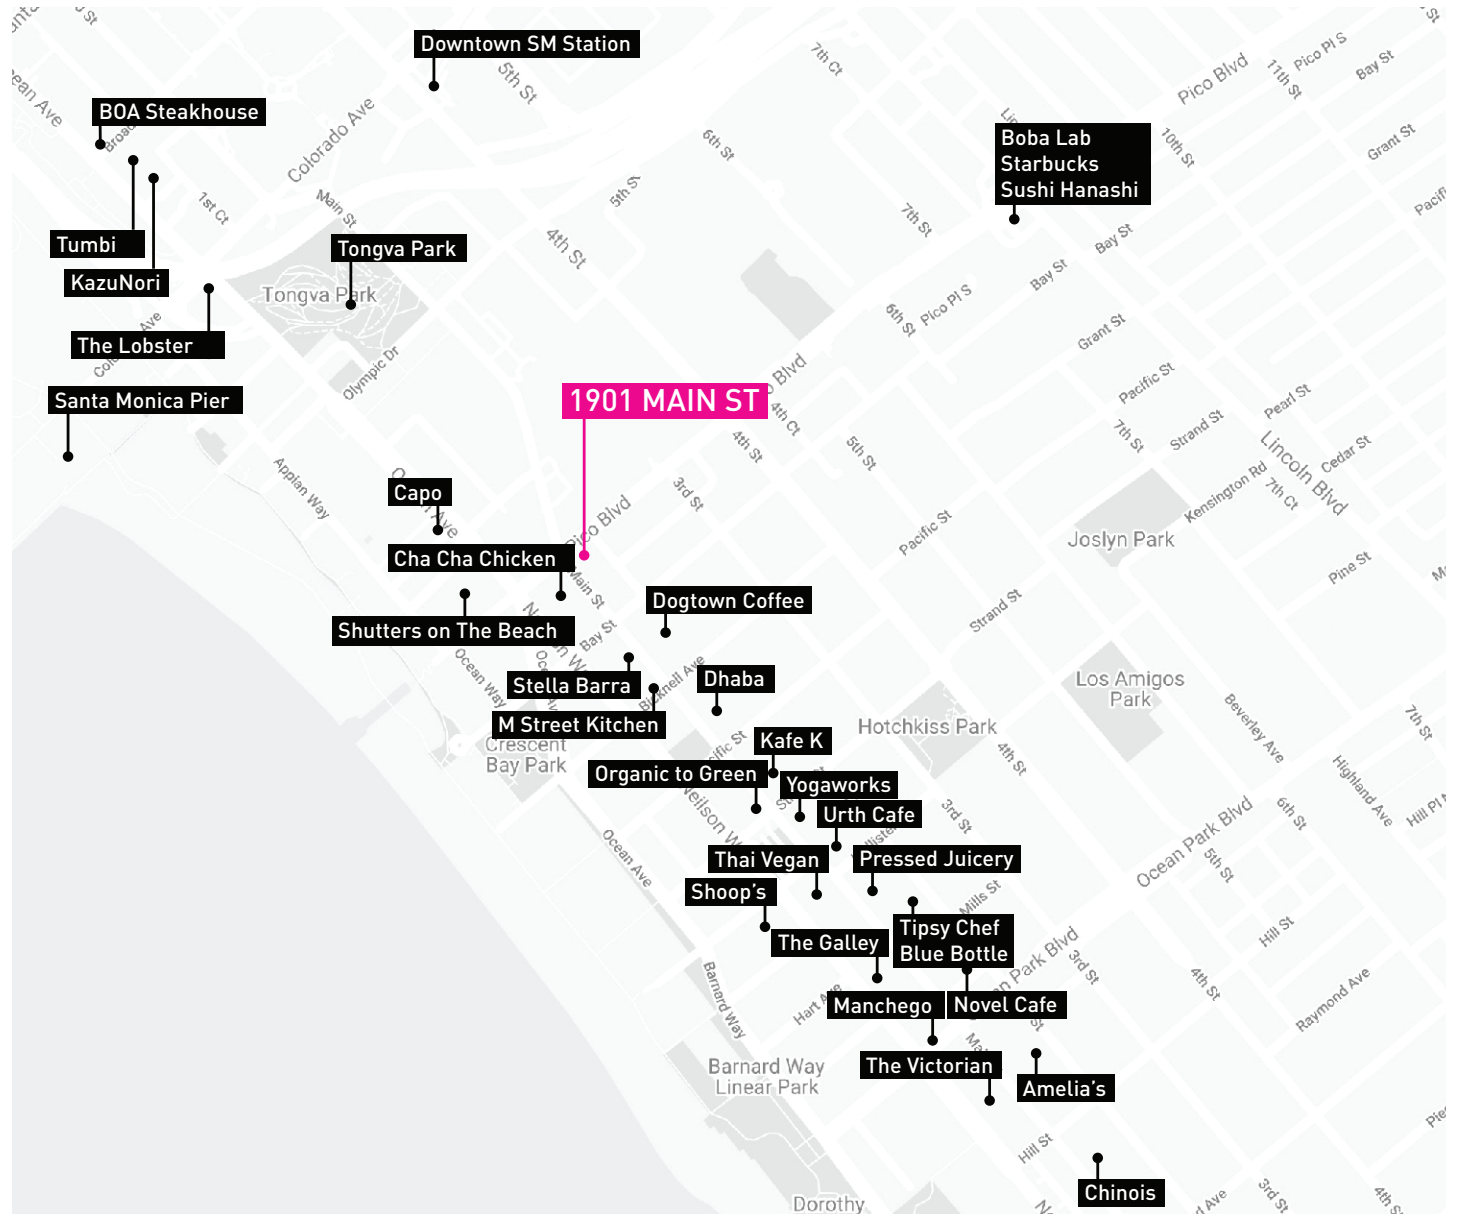 Downtown SM Station
BOA Steakhouse
Tumbi
KazuNori
The Lobster
Santa Monica Pier
Tongva Park
Boba Lab
Starbucks
Sushi Hanashi
1901 MAIN ST
Capo
Cha Cha Chicken
Shutters on The Beach
Dogtown Coffee
Stella Barra
M Street Kitchen
Dhaba
Kafe K
Organic to Green
Yogaworks
Urth Cafe
Thai Vegan
Pressed Juicery
Shoop's
The Galley
Tipsy Chef
Blue Bottle
Manchego
Novel Cafe
The Victorian
Amelia's
Chinois
5th St
7th Ct
Pico Blvd
11th St
Pico Pl S
Bay St
Colorado Ave
Main St
1st Ct
6th St
10th St
Grant St
5th St
4th St
7th St
Bay St
Bay St
Tongva Park
Olympic Dr
6th St
Pico Pl S
Grant St
Pacific St
Strand St
Pearl St
4th Ct
4th St
5th St
7th St
Lincoln Blvd
Cedar St
Kensington Rd
7th Ct
Appian Way
Pico Blvd
3rd St
Pacific St
Joslyn Park
Pine St
Main St
Bay St
Strand St
Ocean Way
Bicknell Ave
Los Amigos
Park
Hotchkiss Park
Crescent
Bay Park
4th St
Beverley Ave
7th St
Highland Ave
Hill Pl
3rd St
Ocean Park Blvd
6th St
5th St
Ocean Ave
Mills St
Hill St
3rd St
4th St
Raymond Ave
Barnard Way
Hart Ave
Barnard Way
Linear Park
Hill St
3rd St
4th St
Dorothy